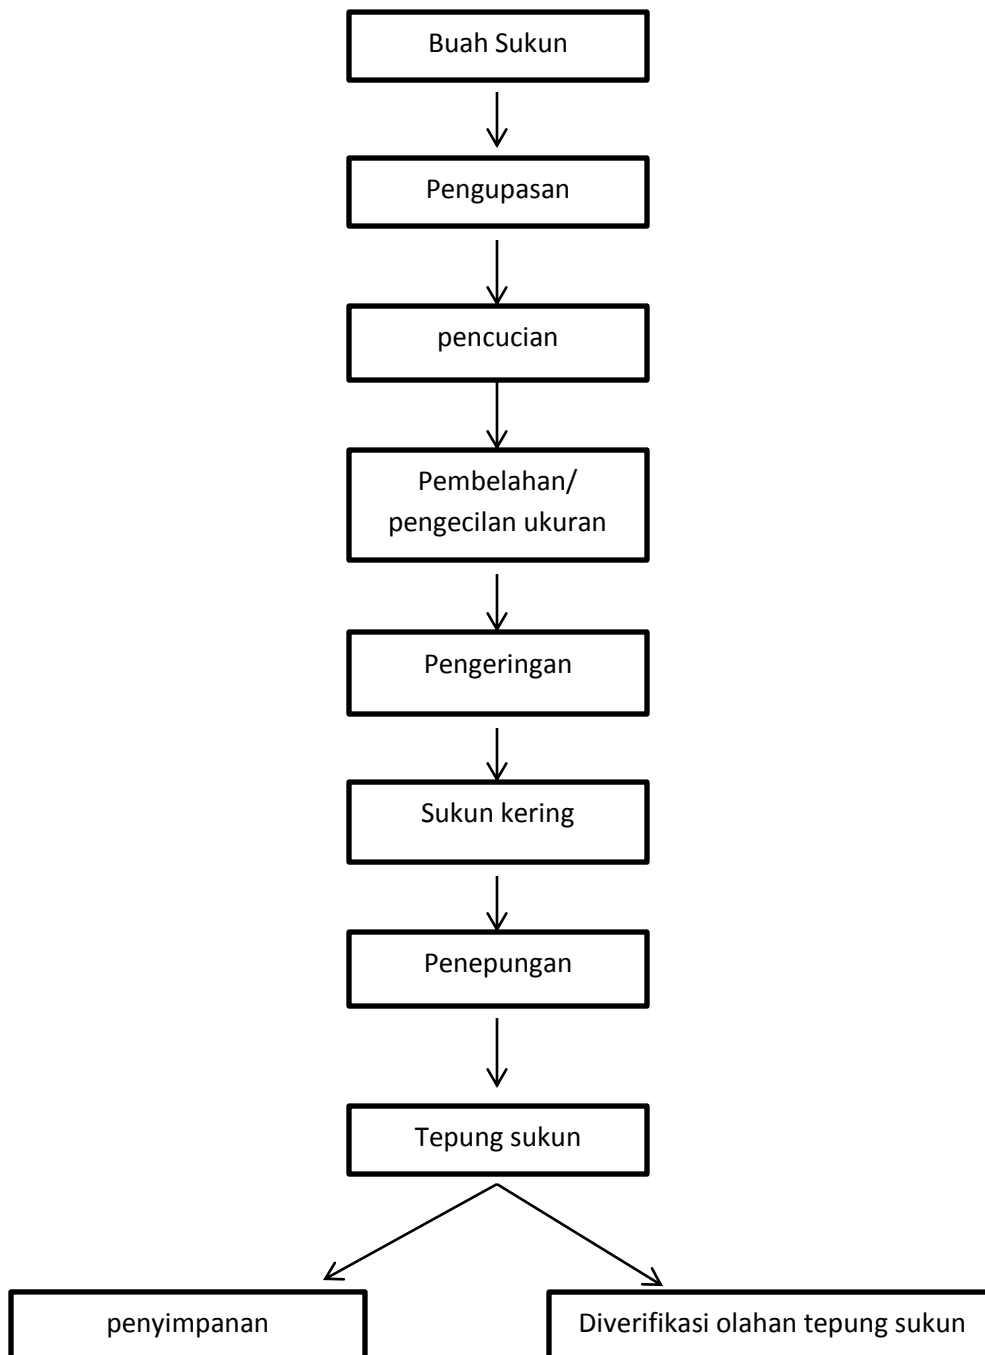 Buah Sukun
Pengupasan
pencucian
Pembelahan/
pengecilan ukuran
Pengeringan
Sukun kering
Penepungan
Tepung sukun
penyimpanan
Diverifikasi olahan tepung sukun